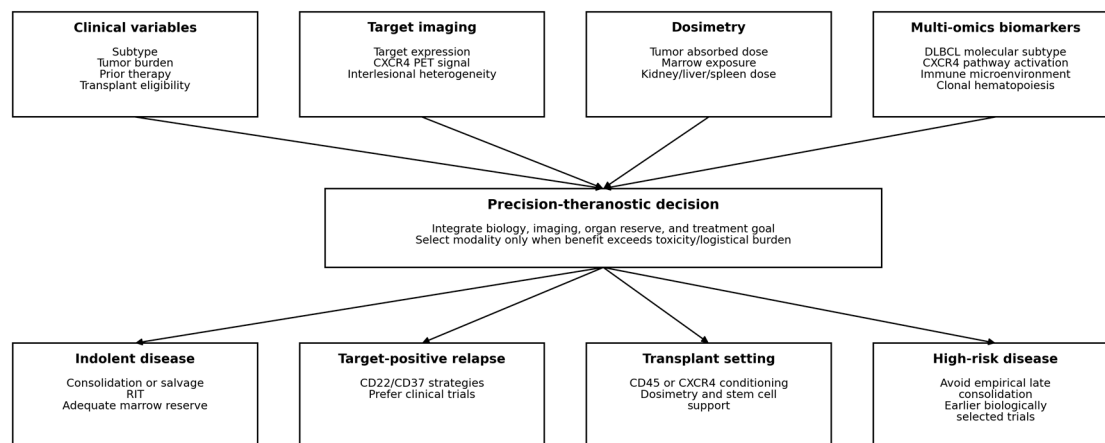 Clinical variables
Subtype
Tumor burden
Prior therapy
Transplant eligibility
Target imaging
Target expression
CXCR4 PET signal
Interlesional heterogeneity
Dosimetry
Tumor absorbed dose
Marrow exposure
Kidney/liver/spleen dose
Multi-omics biomarkers
DLBCL molecular subtype
CXCR4 pathway activation
Immune microenvironment
Clonal hematopoiesis
Precision-theranostic decision
Integrate biology, imaging, organ reserve, and treatment goal
Select modality only when benefit exceeds toxicity/logistical burden
Indolent disease
Consolidation or salvage
RIT
Adequate marrow reserve
Target-positive relapse
CD22/CD37 strategies
Prefer clinical trials
Transplant setting
CD45 or CXCR4 conditioning
Dosimetry and stem cell
support
High-risk disease
Avoid empirical late
consolidation
Earlier biologically
selected trials